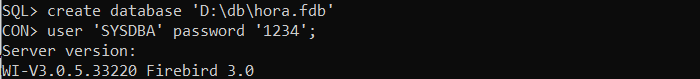 SQL> create database 'D:\db\hora.fdb'
CON> user 'SYSDBA' password '1234';
Server version:
WI-V3.0.5.33220 Firebird 3.0